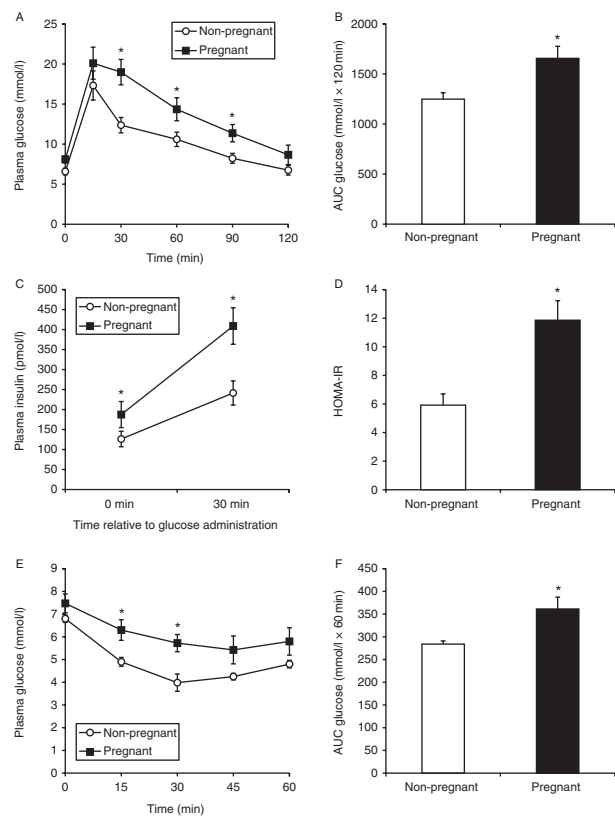 A
Non-pregnant
Pregnant
25
20
15
10
5
0
Plasma glucose (mmol/l)
* * *
0 30 60 90 120
Time (min)
B
2000
1500
1000
500
0
AUC glucose (mmol/l × 120 min)
*
Non-pregnant Pregnant
C
Non-pregnant
Pregnant
500
450
400
350
300
250
200
150
100
50
0
Plasma insulin (pmol/l)
*
*
0 min 30 min
Time relative to glucose administration
D
14
12
10
8
6
4
2
0
HOMA-IR
*
Non-pregnant Pregnant
E
9
8
7
6
5
4
3
2
1
0
Plasma glucose (mmol/l)
* *
Non-pregnant
Pregnant
0 15 30 45 60
Time (min)
F
450
400
350
300
250
200
150
100
50
0
AUC glucose (mmol/l × 60 min)
*
Non-pregnant Pregnant